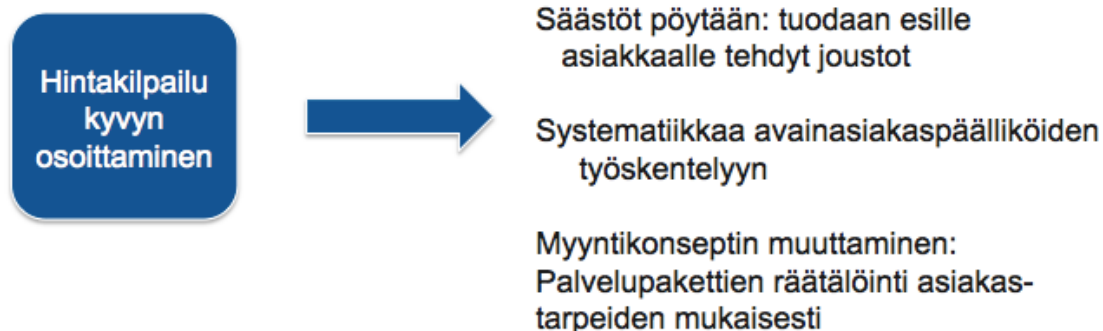 Hintakilpailu
kyvyn
osoittaminen
Säästöt pöytään: tuodaan esille
asiakkaalle tehdyt joustot
Systematiikkaa avainasiakaspäälliköiden
työskentelyyn
Myyntikonseptin muuttaminen:
Palvelupakettien räätälöinti asiakas-
tarpeiden mukaisesti